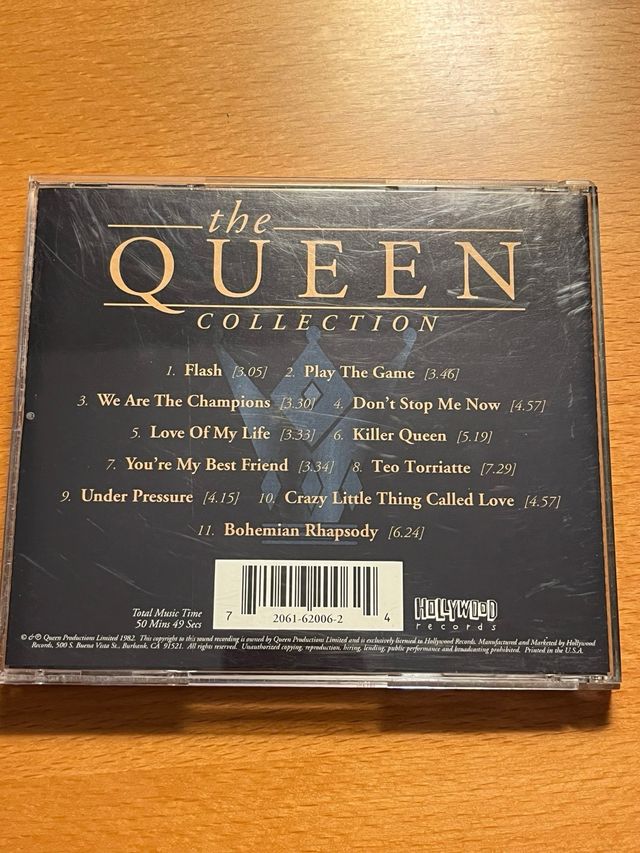 the
QUEEN
COLLECTION
1. Flash [3.05] 2. Play The Game [3.46]
3. We Are The Champions [3.30] 4. Don't Stop Me Now [4.57]
5. Love Of My Life [3.33] 6. Killer Queen [5.19]
7. You're My Best Friend [3.34] 8. Teo Torriatte [7.29]
9. Under Pressure [4.15] 10. Crazy Little Thing Called Love [4.57]
11. Bohemian Rhapsody [6.24]
Total Music Time
50 Mins 49 Secs
7 2061-62006-2 4
HOLLYWOOD
records
© & ℗ Queen Productions Limited 1982. This copyright to this sound recording is owned by Queen Productions Limited and is exclusively licensed to Hollywood Records. Manufactured and Marketed by Hollywood
Records, 500 S. Buena Vista St., Burbank, CA 91521. All rights reserved. Unauthorized copying, reproduction, hiring, lending, public performance and broadcasting prohibited. Printed in the U.S.A.